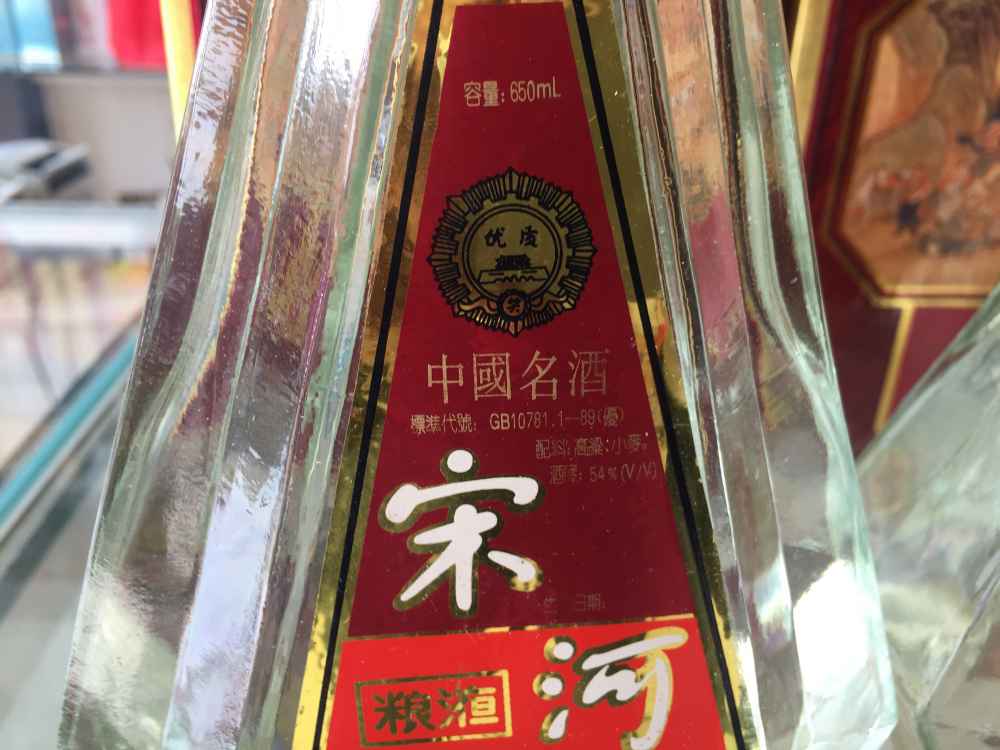 容量: 650mL
优质
中國名酒
標準代號: GB10781.1—89(優)
配料: 高粱·小麥
酒度: 54%(V/V)
宋
日期:
河
粮液